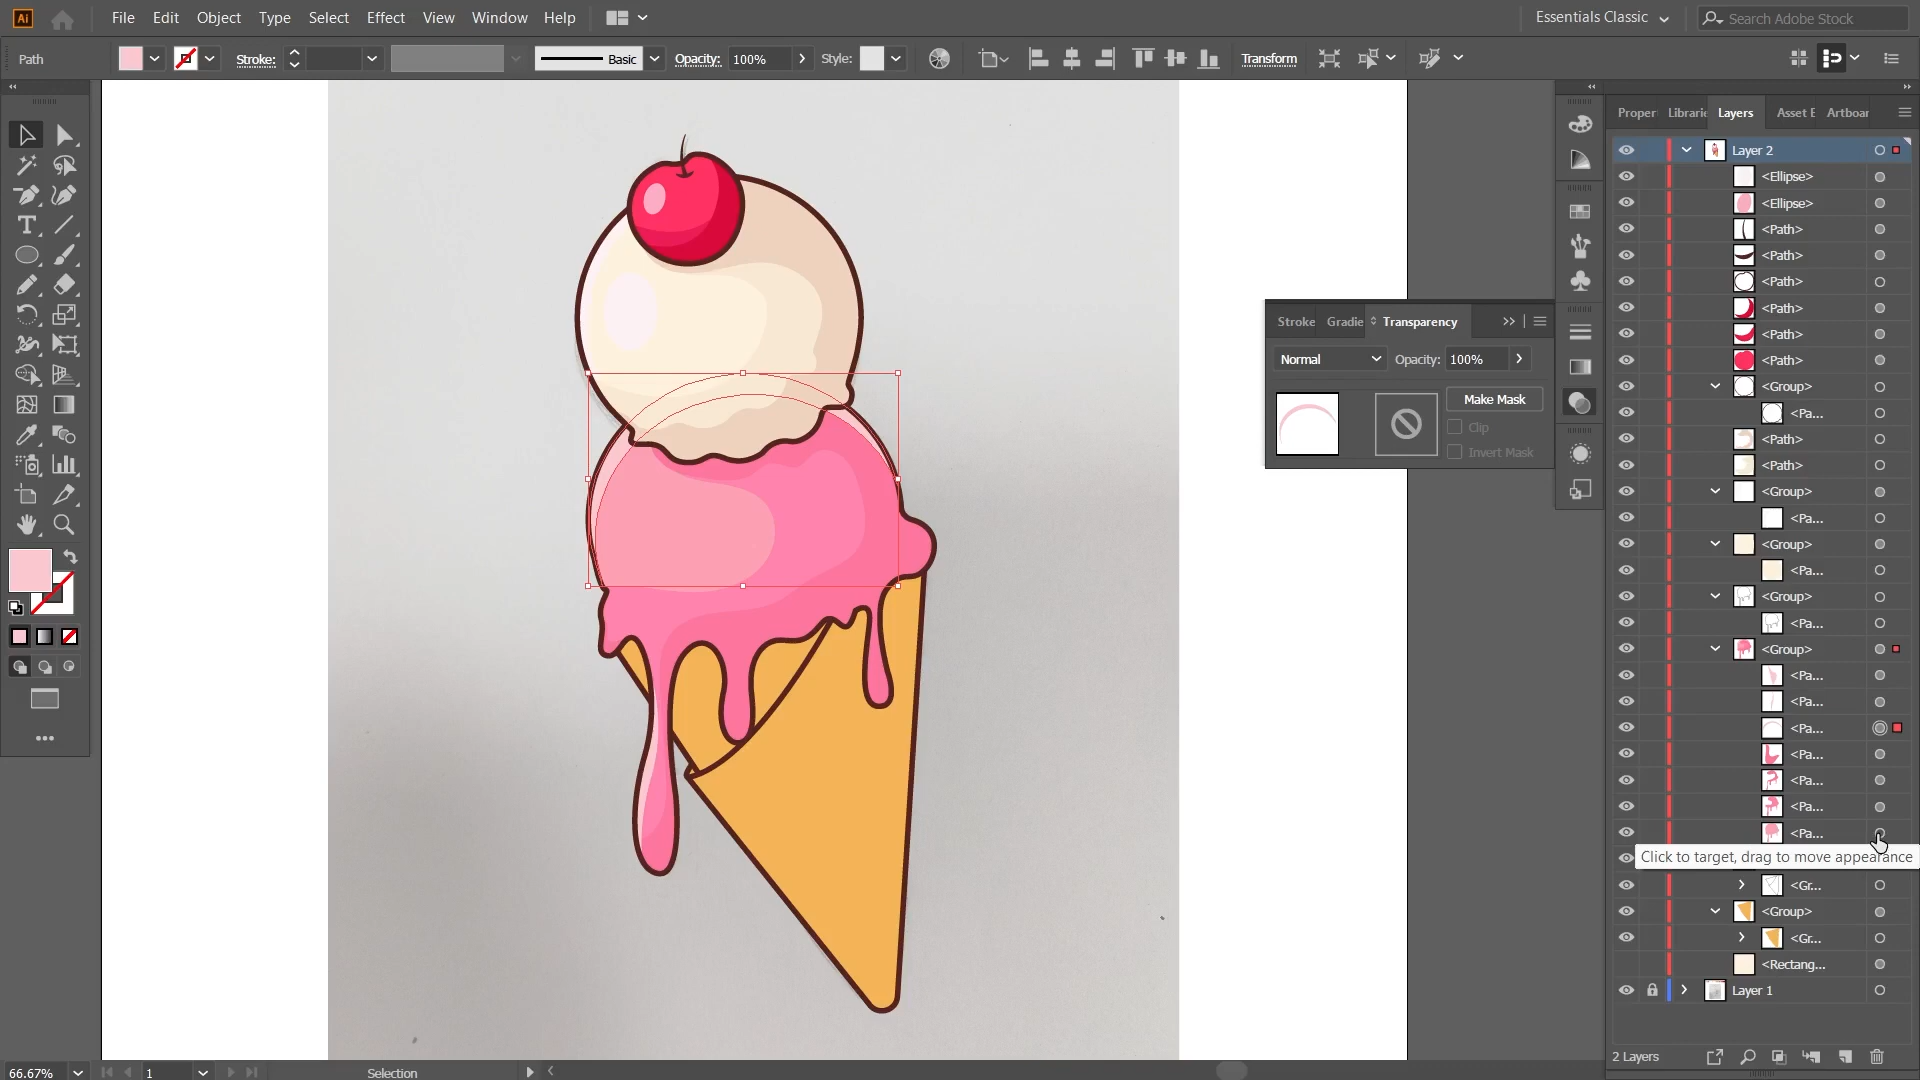 Ai File Edit Object Type Select Effect View Window Help Essentials Classic Search Adobe Stock
Path Stroke: Basic Opacity: 100% Style: Transform
Proper Librarie Layers Asset E Artboar
Layer 2
<Ellipse>
<Ellipse>
<Path>
<Path>
<Path>
<Path>
<Path>
<Path>
<Group>
<Pa...
<Path>
<Path>
<Group>
<Pa...
<Group>
<Pa...
<Group>
<Pa...
<Group>
<Pa...
<Pa...
<Pa...
<Pa...
<Pa...
<Pa...
<Pa...
Click to target, drag to move appearance
<Gr...
<Group>
<Gr...
<Rectang...
Layer 1
2 Layers
Stroke Gradie Transparency
Normal Opacity: 100%
Make Mask
Clip
Invert Mask
66.67% 1 Selection